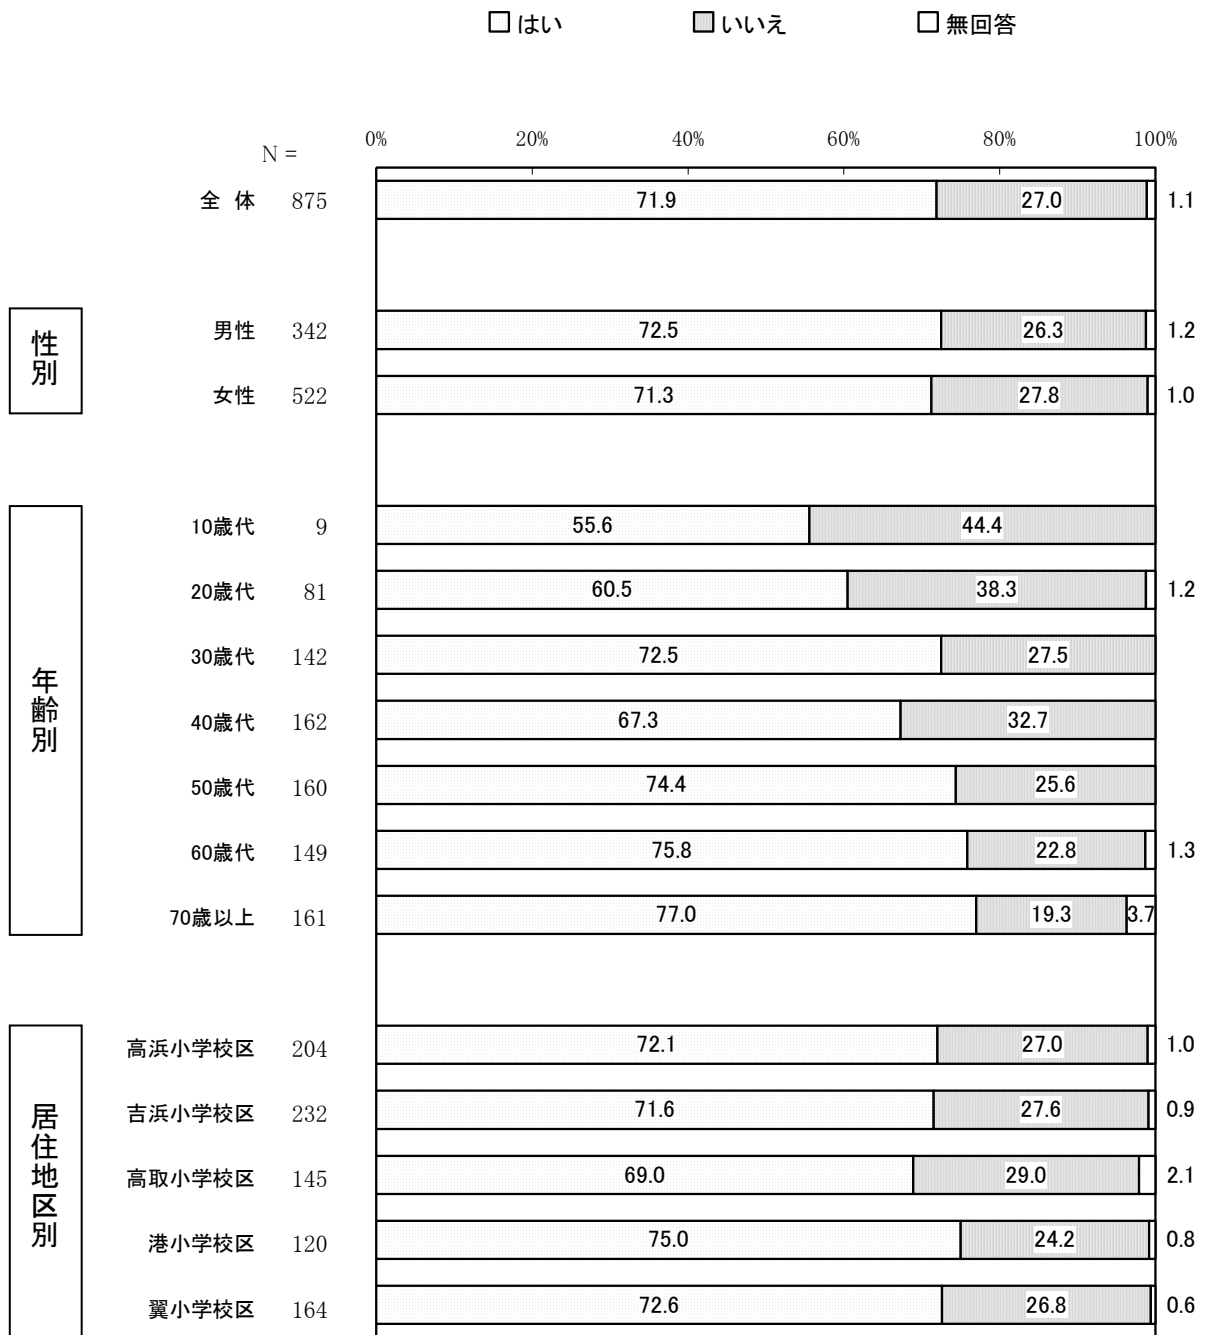 はい いいえ 無回答
N = 0% 20% 40% 60% 80% 100%
全 体 875 71.9 27.0 1.1
性別
男性 342 72.5 26.3 1.2
女性 522 71.3 27.8 1.0
年齢別
10歳代 9 55.6 44.4
20歳代 81 60.5 38.3 1.2
30歳代 142 72.5 27.5
40歳代 162 67.3 32.7
50歳代 160 74.4 25.6
60歳代 149 75.8 22.8 1.3
70歳以上 161 77.0 19.3 3.7
居住地区別
高浜小学校区 204 72.1 27.0 1.0
吉浜小学校区 232 71.6 27.6 0.9
高取小学校区 145 69.0 29.0 2.1
港小学校区 120 75.0 24.2 0.8
翼小学校区 164 72.6 26.8 0.6